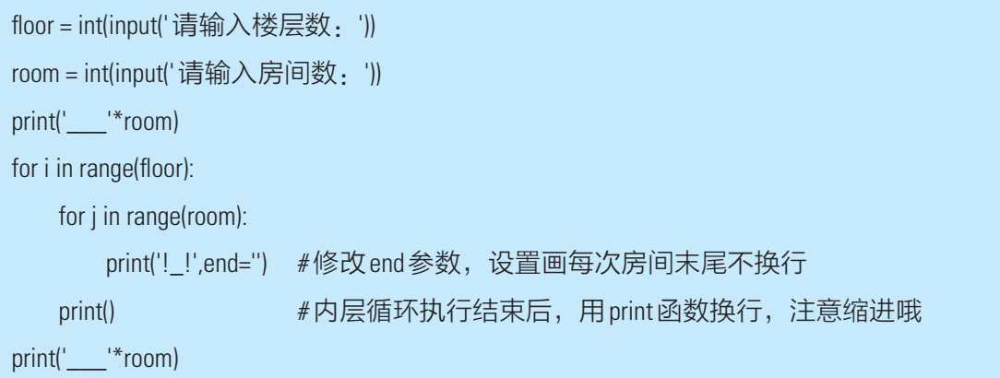 floor = int(input('请输入楼层数：'))
room = int(input('请输入房间数：'))
print('___'*room)
for i in range(floor):
    for j in range(room):
        print('!_!',end='')    #修改end参数，设置画每次房间末尾不换行
    print()    #内层循环执行结束后，用print函数换行，注意缩进哦
print('___'*room)